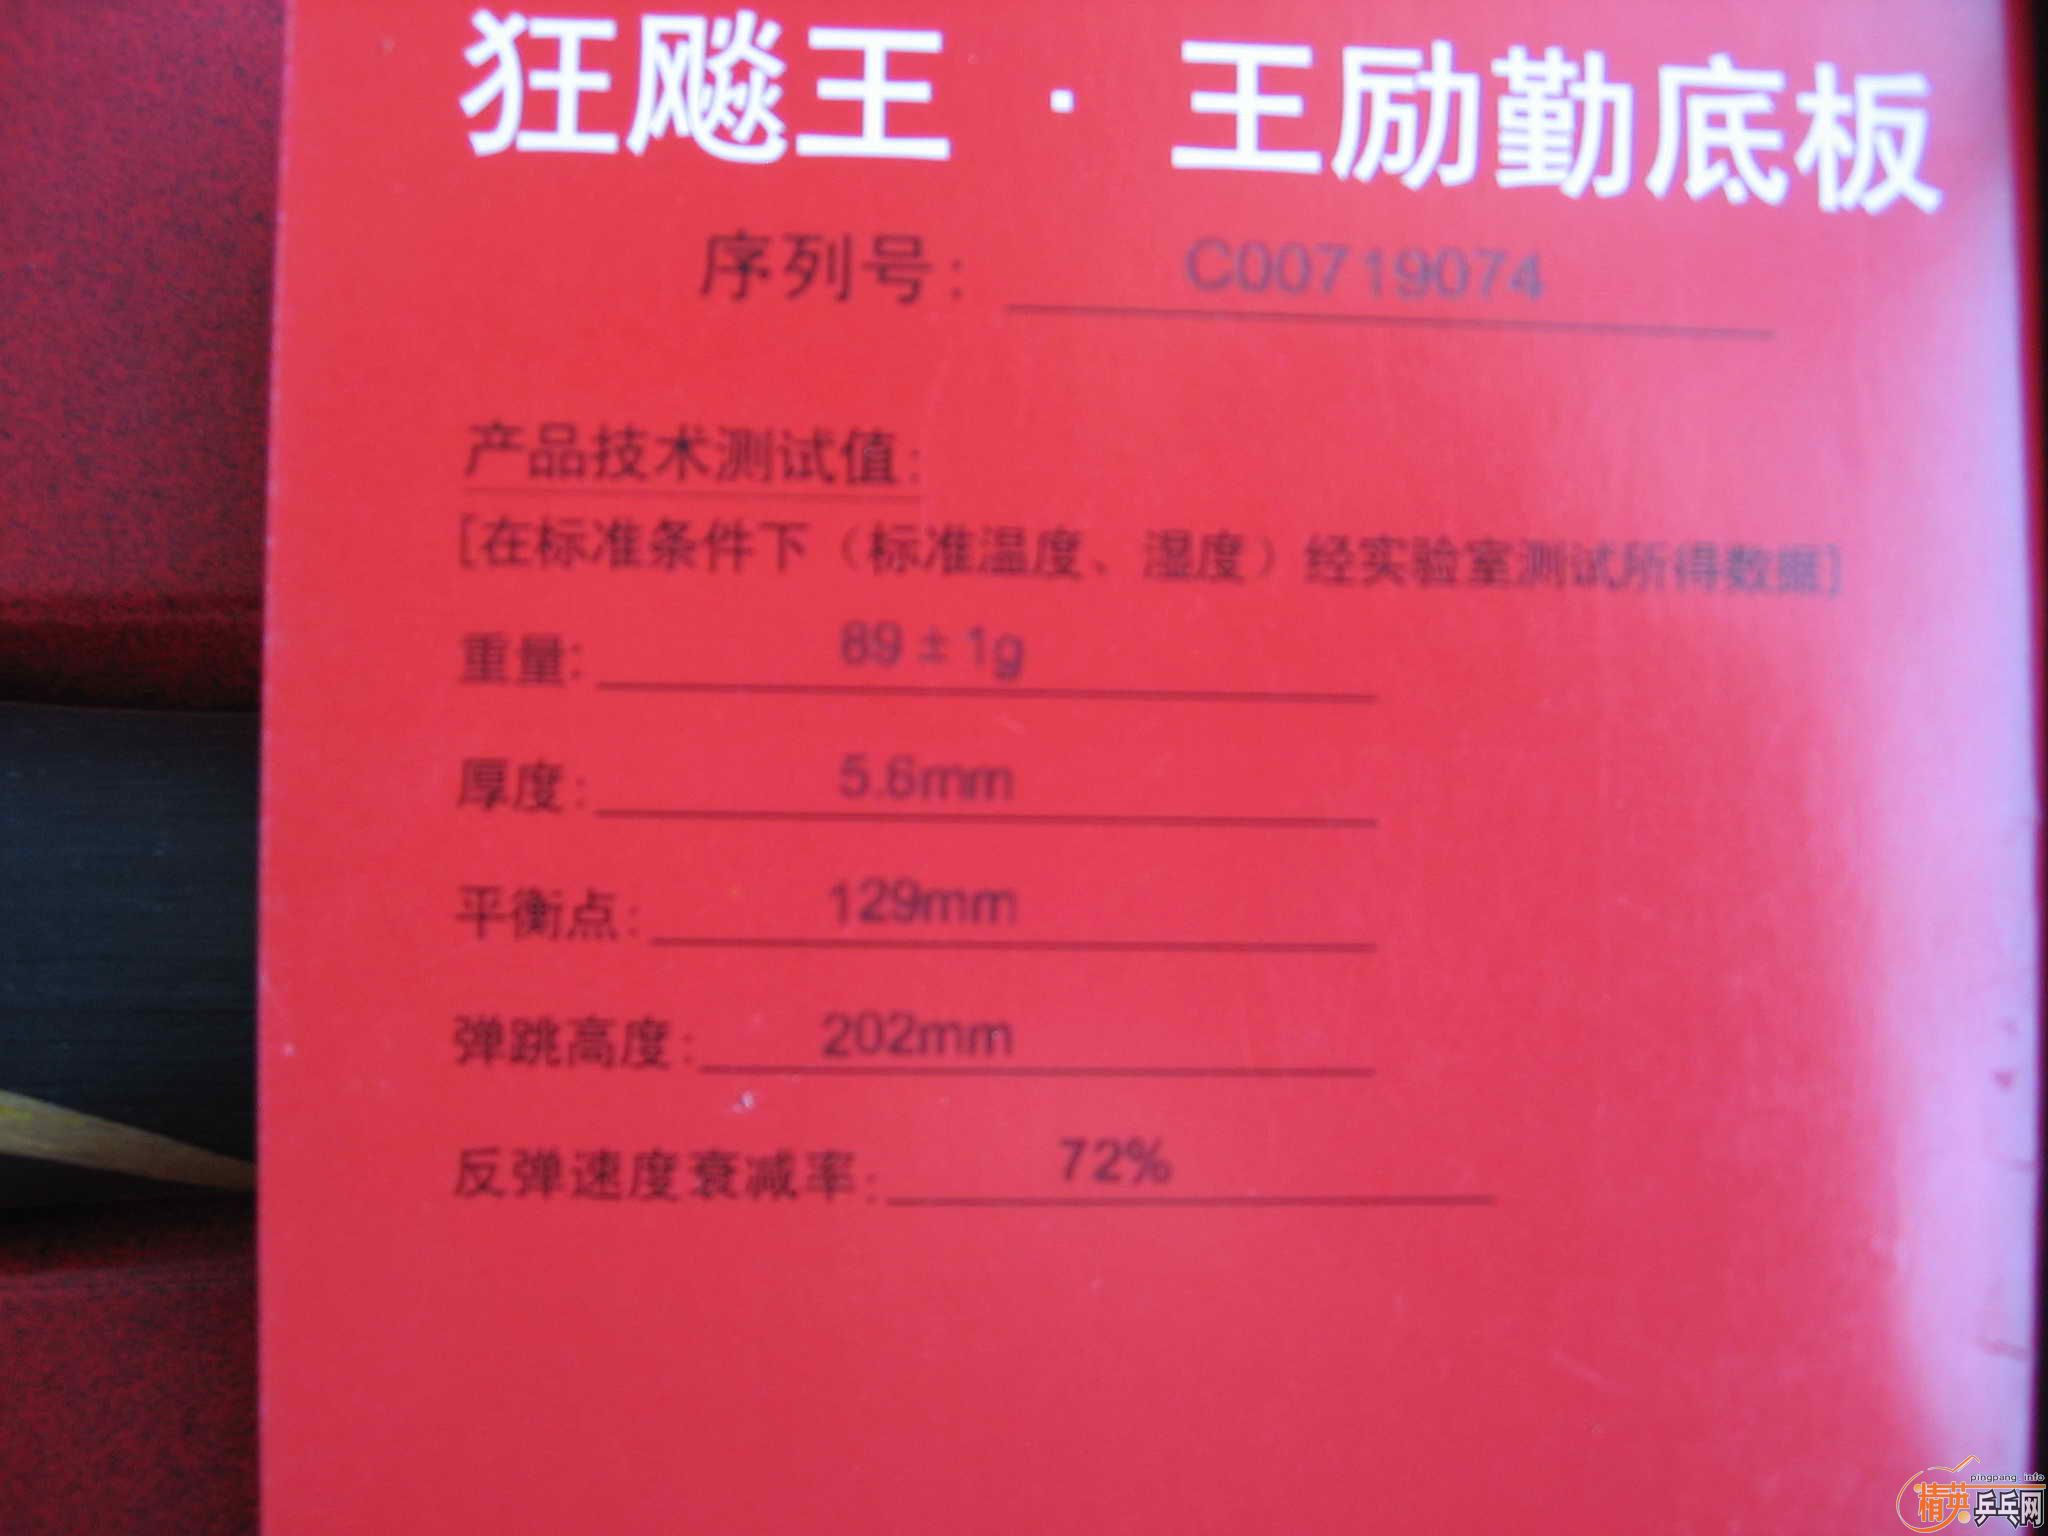 狂飚王 · 王励勤底板
序列号: C00719074
产品技术测试值:
[在标准条件下（标准温度、湿度）经实验室测试所得数据]
重量: 89±1g
厚度: 5.6mm
平衡点: 129mm
弹跳高度: 202mm
反弹速度衰减率: 72%
pingpang.info
精英乒乓网